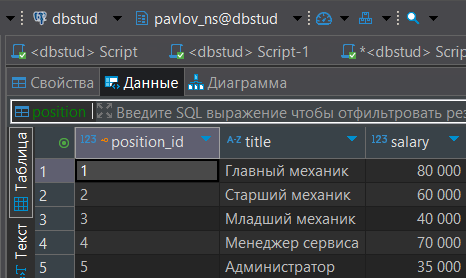 dbstud pavlov_ns@dbstud
<dbstud> Script <dbstud> Script-1 *<dbstud> Script
Свойства Данные Диаграмма
position Введите SQL выражение чтобы отфильтровать рез
Таблица
Текст
123 position_id A-Z title 123 salary
1 1 Главный механик 80 000
2 2 Старший механик 60 000
3 3 Младший механик 40 000
4 4 Менеджер сервиса 70 000
5 5 Администратор 35 000